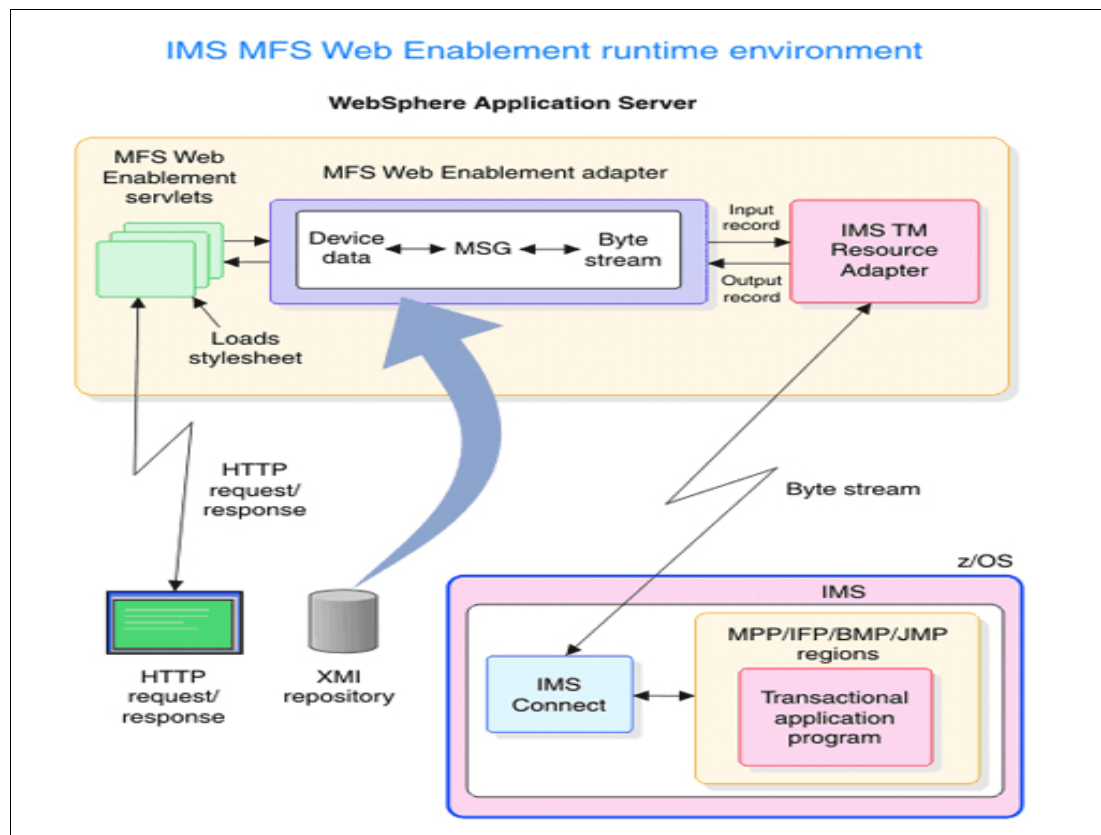 IMS MFS Web Enablement runtime environment
WebSphere Application Server
MFS Web
Enablement
servlets
MFS Web Enablement adapter
Device
data
MSG
Byte
stream
Input
record
Output
record
IMS TM
Resource
Adapter
Loads
stylesheet
HTTP
request/
response
Byte stream
z/OS
IMS
MPP/IFP/BMP/JMP
regions
IMS
Connect
Transactional
application
program
HTTP
request/
response
XMI
repository